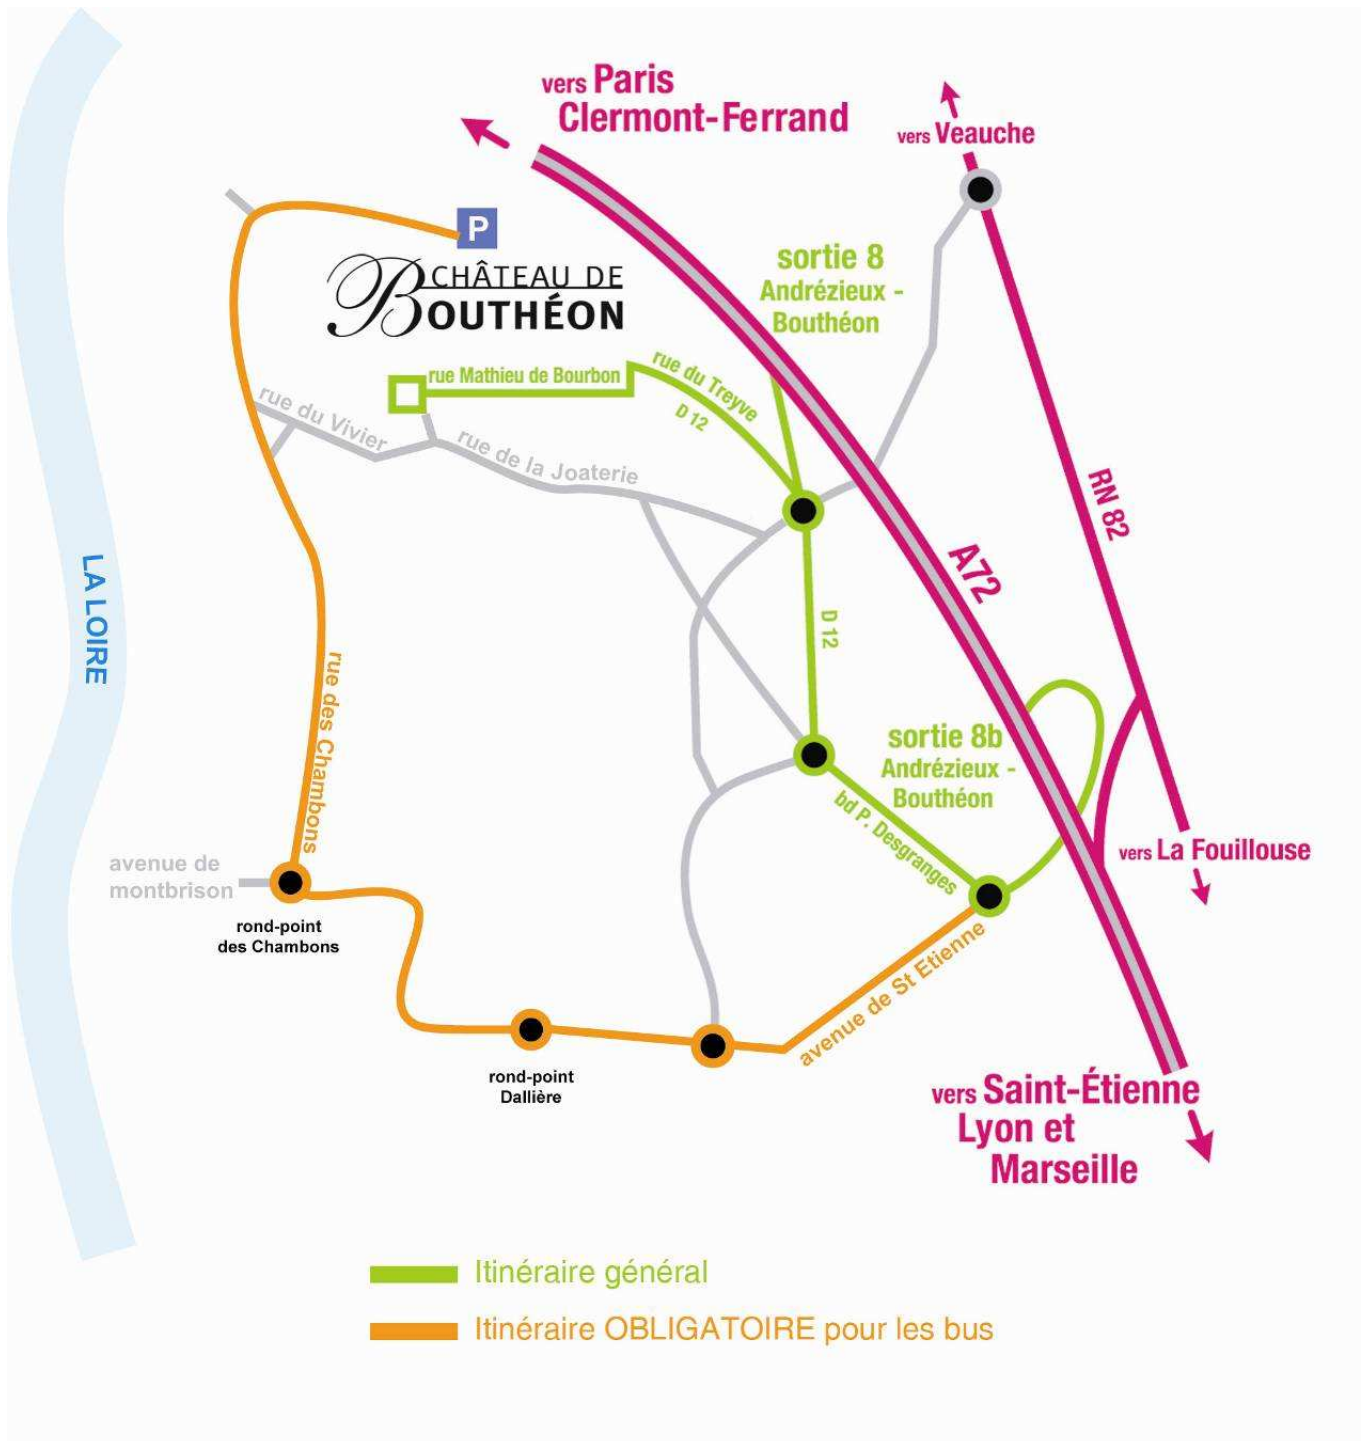 vers Paris
Clermont-Ferrand
vers Veauche
P
CHÂTEAU DE
BOUTHÉON
sortie 8
Andrézieux -
Bouthéon
rue Mathieu de Bourbon
rue du Treyve
D 12
rue du Vivier
rue de la Joaterie
RN 82
A72
LA LOIRE
D 12
rue des Chambons
sortie 8b
Andrézieux -
Bouthéon
bd P. Desgranges
vers La Fouillouse
avenue de
montbrison
rond-point
des Chambons
avenue de St Etienne
rond-point
Dallière
vers Saint-Étienne
Lyon et
Marseille
Itinéraire général
Itinéraire OBLIGATOIRE pour les bus